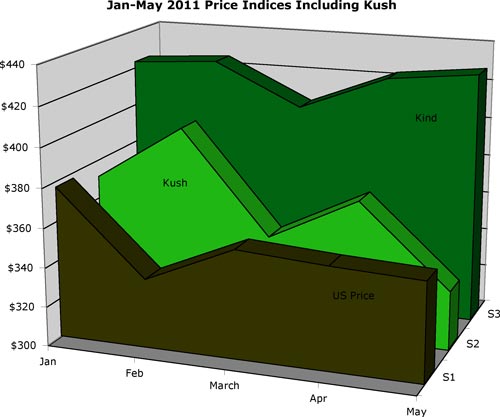 Jan-May 2011 Price Indices Including Kush
$440
$420
$400
$380
$360
$340
$320
$300
Kind
Kush
US Price
Jan
Feb
March
April
May
S1
S2
S3